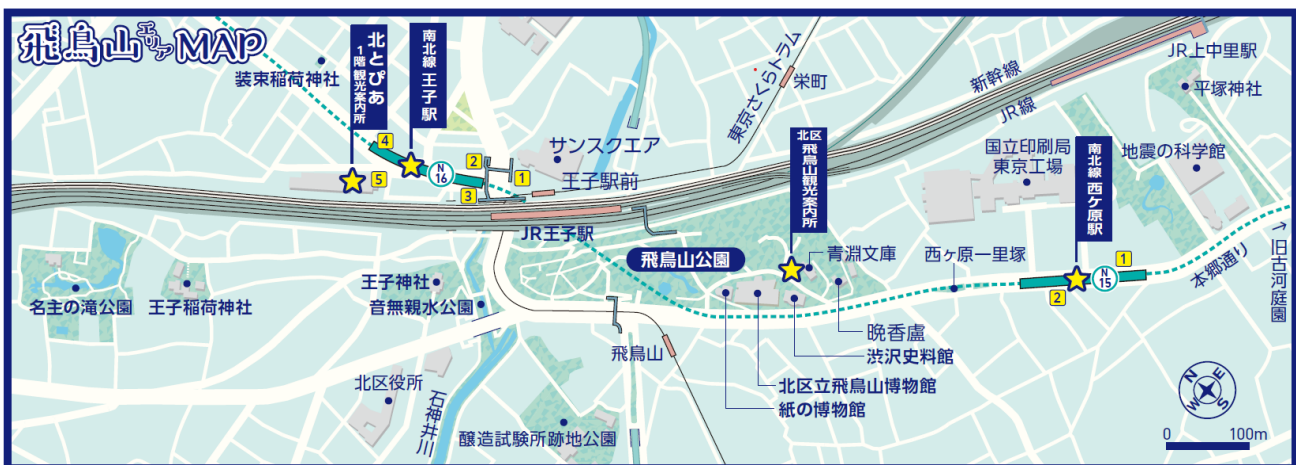 飛鳥山エリアMAP
装束稲荷神社
北とぴあ
1階 観光案内所
南北線 王子駅
4
5
N
16
2
3
1
サンスクエア
王子駅前
東京さくらトラム
栄町
新幹線
JR線
JR上中里駅
平塚神社
国立印刷局
東京工場
地震の科学館
南北線 西ケ原駅
北区
飛鳥山観光案内所
JR王子駅
飛鳥山公園
青淵文庫
西ヶ原一里塚
1
N
15
2
本郷通り
→旧古河庭園
名主の滝公園
王子稲荷神社
王子神社
音無親水公園
飛鳥山
晩香盧
渋沢史料館
北区立飛鳥山博物館
紙の博物館
北区役所
石神井川
醸造試験所跡地公園
N
E
W
S
0 100m